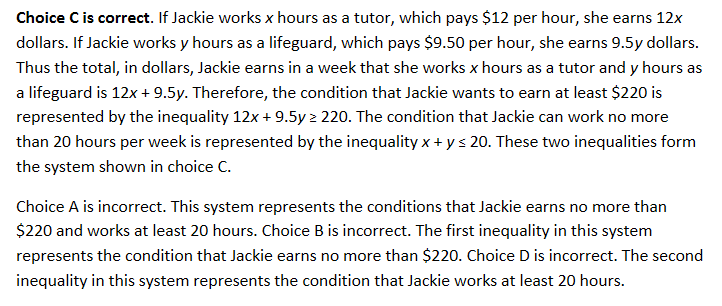 Choice C is correct. If Jackie works x hours as a tutor, which pays $12 per hour, she earns 12x
dollars. If Jackie works y hours as a lifeguard, which pays $9.50 per hour, she earns 9.5y dollars.
Thus the total, in dollars, Jackie earns in a week that she works x hours as a tutor and y hours as
a lifeguard is 12x + 9.5y. Therefore, the condition that Jackie wants to earn at least $220 is
represented by the inequality 12x + 9.5y ≥ 220. The condition that Jackie can work no more
than 20 hours per week is represented by the inequality x + y ≤ 20. These two inequalities form
the system shown in choice C.
Choice A is incorrect. This system represents the conditions that Jackie earns no more than
$220 and works at least 20 hours. Choice B is incorrect. The first inequality in this system
represents the condition that Jackie earns no more than $220. Choice D is incorrect. The second
inequality in this system represents the condition that Jackie works at least 20 hours.